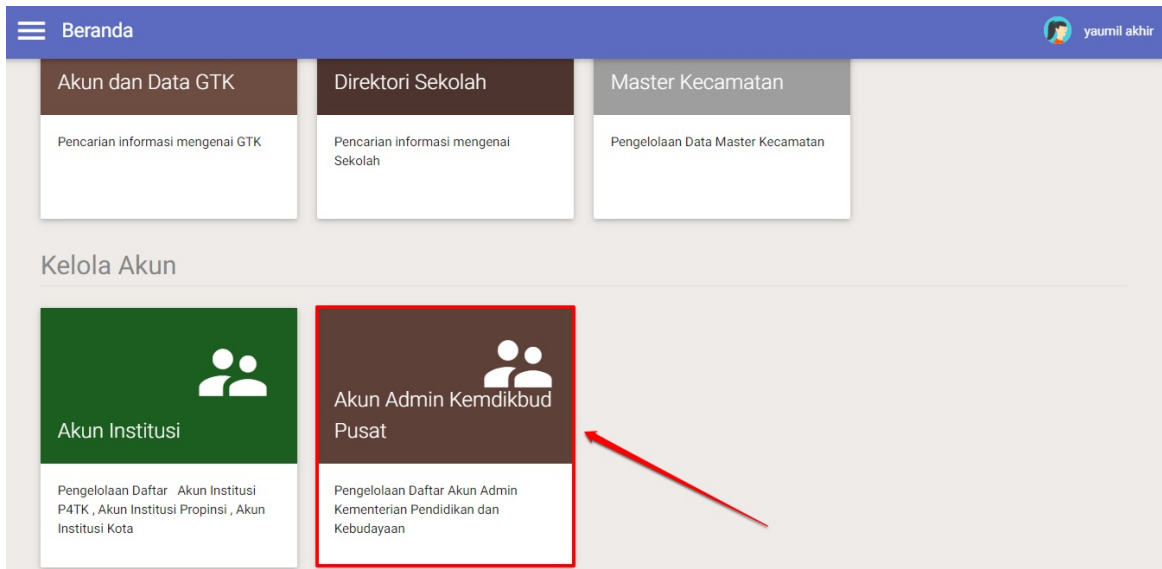 Beranda
yaumil akhir
Akun dan Data GTK
Pencarian informasi mengenai GTK
Direktori Sekolah
Pencarian informasi mengenai
Sekolah
Master Kecamatan
Pengelolaan Data Master Kecamatan
Kelola Akun
Akun Institusi
Pengelolaan Daftar Akun Institusi
P4TK , Akun Institusi Propinsi , Akun
Institusi Kota
Akun Admin Kemdikbud
Pusat
Pengelolaan Daftar Akun Admin
Kementerian Pendidikan dan
Kebudayaan